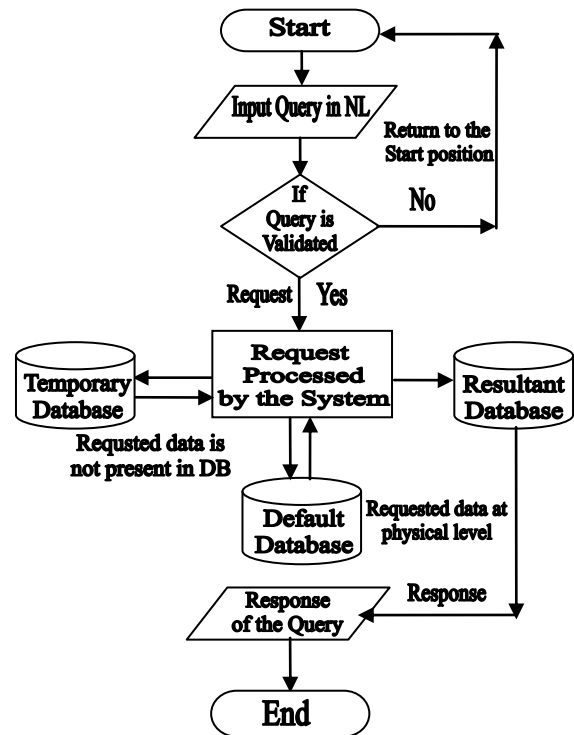 Start
Input Query in NL
Return to the
Start position
If
Query is
Validated
No
Request
Yes
Request
Processed
by the System
Temporary
Database
Resultant
Database
Requsted data is
not present in DB
Default
Database
Requested data at
physical level
Response
of the Query
Response
End